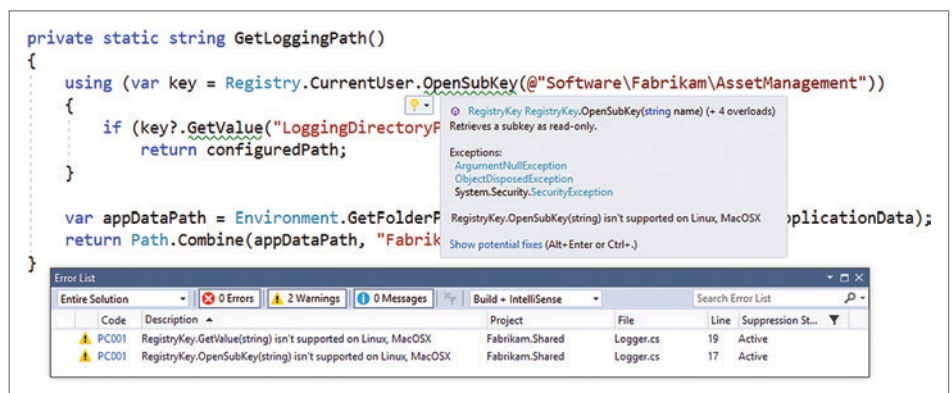 private static string GetLoggingPath()
{
using (var key = Registry.CurrentUser.OpenSubKey(@"Software\Fabrikam\AssetManagement"))
{
if (key?.GetValue("LoggingDirectoryP
return configuredPath;
}
RegistryKey RegistryKey.OpenSubKey(string name) (+ 4 overloads)
Retrieves a subkey as read-only.
Exceptions:
ArgumentNullException
ObjectDisposedException
System.Security.SecurityException
RegistryKey.OpenSubKey(string) isn't supported on Linux, MacOSX
Show potential fixes (Alt+Enter or Ctrl+.)
var appDataPath = Environment.GetFolderP pplicationData);
return Path.Combine(appDataPath, "Fabrik
}
Error List
Entire Solution 0 Errors 2 Warnings 0 Messages Build + IntelliSense Search Error List
Code Description Project File Line Suppression St...
PC001 RegistryKey.GetValue(string) isn't supported on Linux, MacOSX Fabrikam.Shared Logger.cs 19 Active
PC001 RegistryKey.OpenSubKey(string) isn't supported on Linux, MacOSX Fabrikam.Shared Logger.cs 17 Active